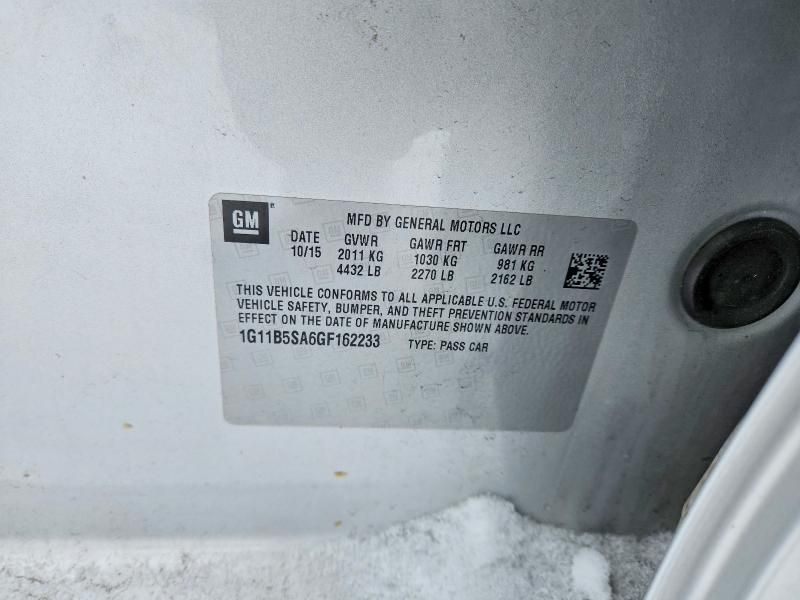 GM
MFD BY GENERAL MOTORS LLC
DATE GVWR GAWR FRT GAWR RR
10/15 2011 KG 1030 KG 981 KG
4432 LB 2270 LB 2162 LB
THIS VEHICLE CONFORMS TO ALL APPLICABLE U.S. FEDERAL MOTOR
VEHICLE SAFETY, BUMPER, AND THEFT PREVENTION STANDARDS IN
EFFECT ON THE DATE OF MANUFACTURE SHOWN ABOVE.
1G11B5SA6GF162233 TYPE: PASS CAR